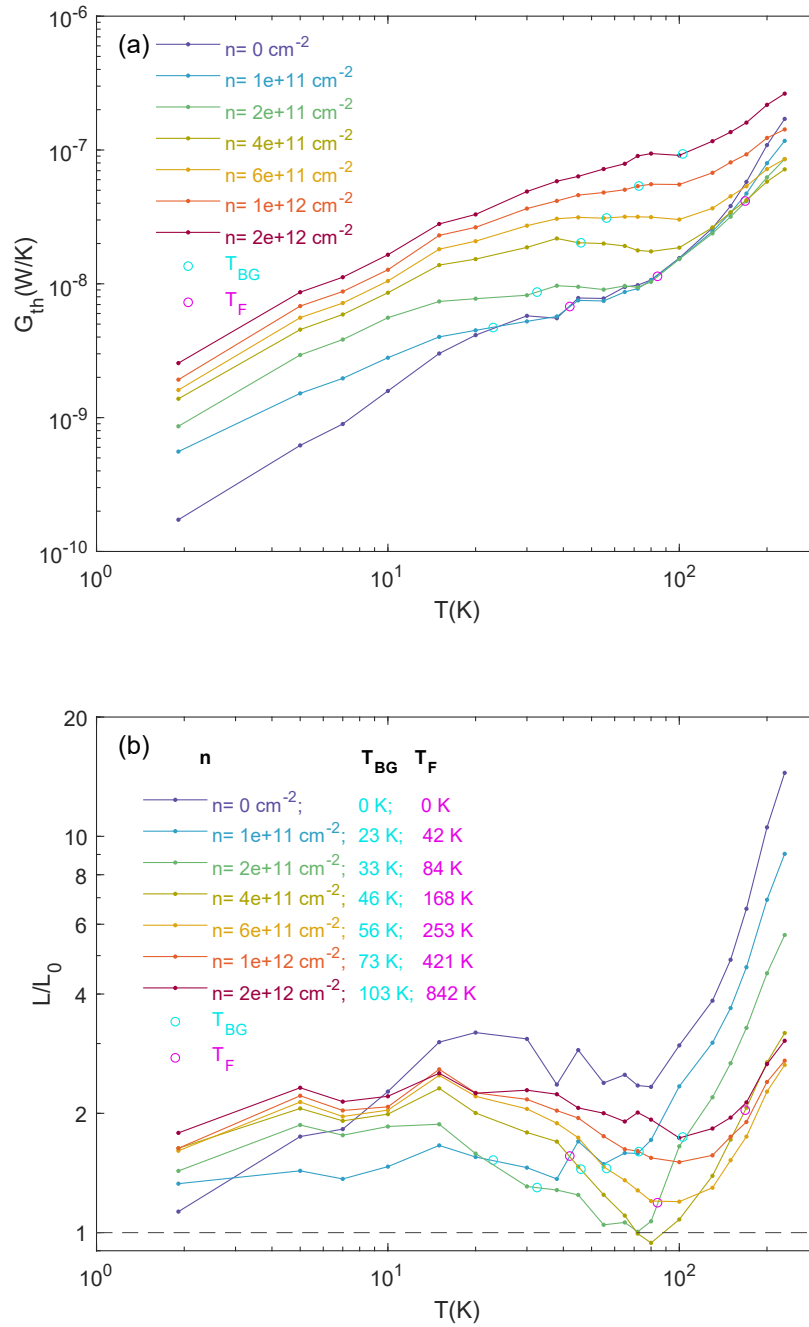 (a)
10^-6
10^-7
10^-8
10^-9
10^-10
G_th(W/K)
n= 0 cm^-2
n= 1e+11 cm^-2
n= 2e+11 cm^-2
n= 4e+11 cm^-2
n= 6e+11 cm^-2
n= 1e+12 cm^-2
n= 2e+12 cm^-2
T_BG
T_F
10^0
10^1
10^2
T(K)
(b)
20
10
8
6
4
2
1
L/L_0
n T_BG T_F
n= 0 cm^-2; 0 K; 0 K
n= 1e+11 cm^-2; 23 K; 42 K
n= 2e+11 cm^-2; 33 K; 84 K
n= 4e+11 cm^-2; 46 K; 168 K
n= 6e+11 cm^-2; 56 K; 253 K
n= 1e+12 cm^-2; 73 K; 421 K
n= 2e+12 cm^-2; 103 K; 842 K
T_BG
T_F
10^0
10^1
10^2
T(K)